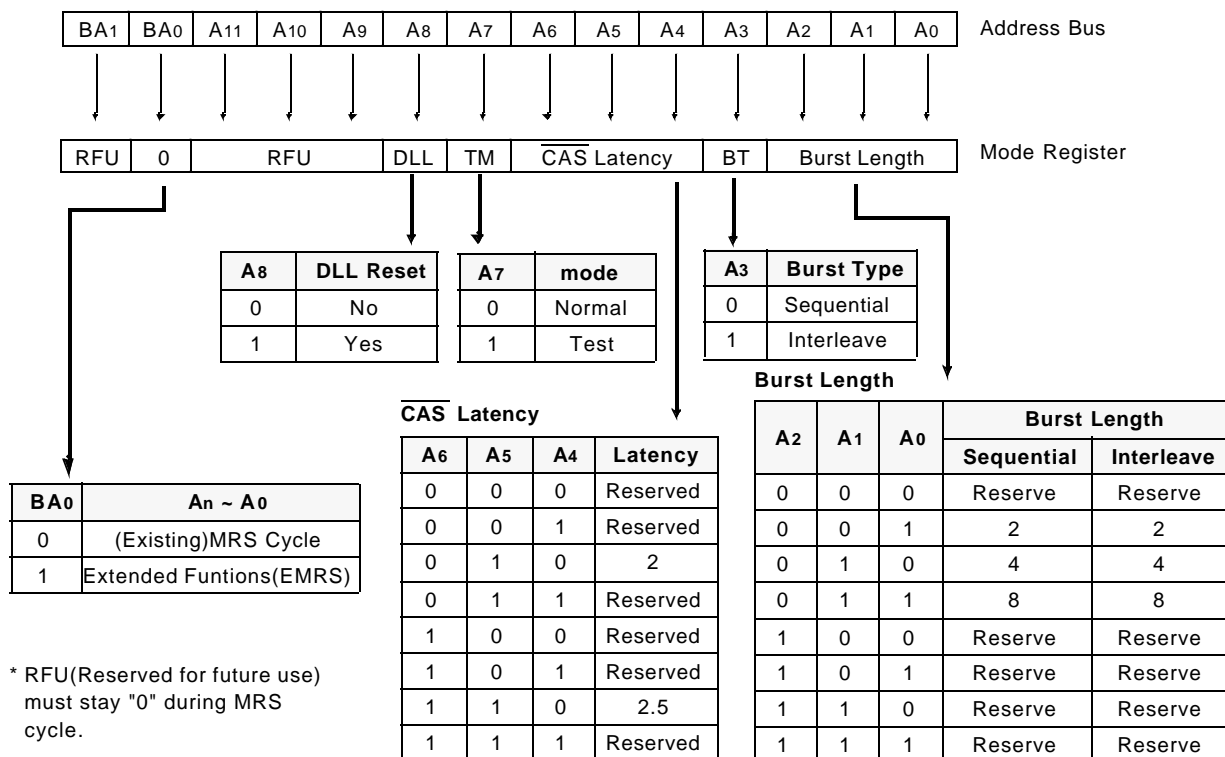 BA1 BA0 A11 A10 A9 A8 A7 A6 A5 A4 A3 A2 A1 A0 Address Bus
RFU 0 RFU DLL TM CAS Latency BT Burst Length Mode Register
A8 DLL Reset
0 No
1 Yes
A7 mode
0 Normal
1 Test
A3 Burst Type
0 Sequential
1 Interleave
BA0 An ~ A0
0 (Existing)MRS Cycle
1 Extended Funtions(EMRS)
* RFU(Reserved for future use)
must stay "0" during MRS
cycle.
CAS Latency
A6 A5 A4 Latency
0 0 0 Reserved
0 0 1 Reserved
0 1 0 2
0 1 1 Reserved
1 0 0 Reserved
1 0 1 Reserved
1 1 0 2.5
1 1 1 Reserved
Burst Length
A2 A1 A0 Burst Length
Sequential Interleave
0 0 0 Reserve Reserve
0 0 1 2 2
0 1 0 4 4
0 1 1 8 8
1 0 0 Reserve Reserve
1 0 1 Reserve Reserve
1 1 0 Reserve Reserve
1 1 1 Reserve Reserve